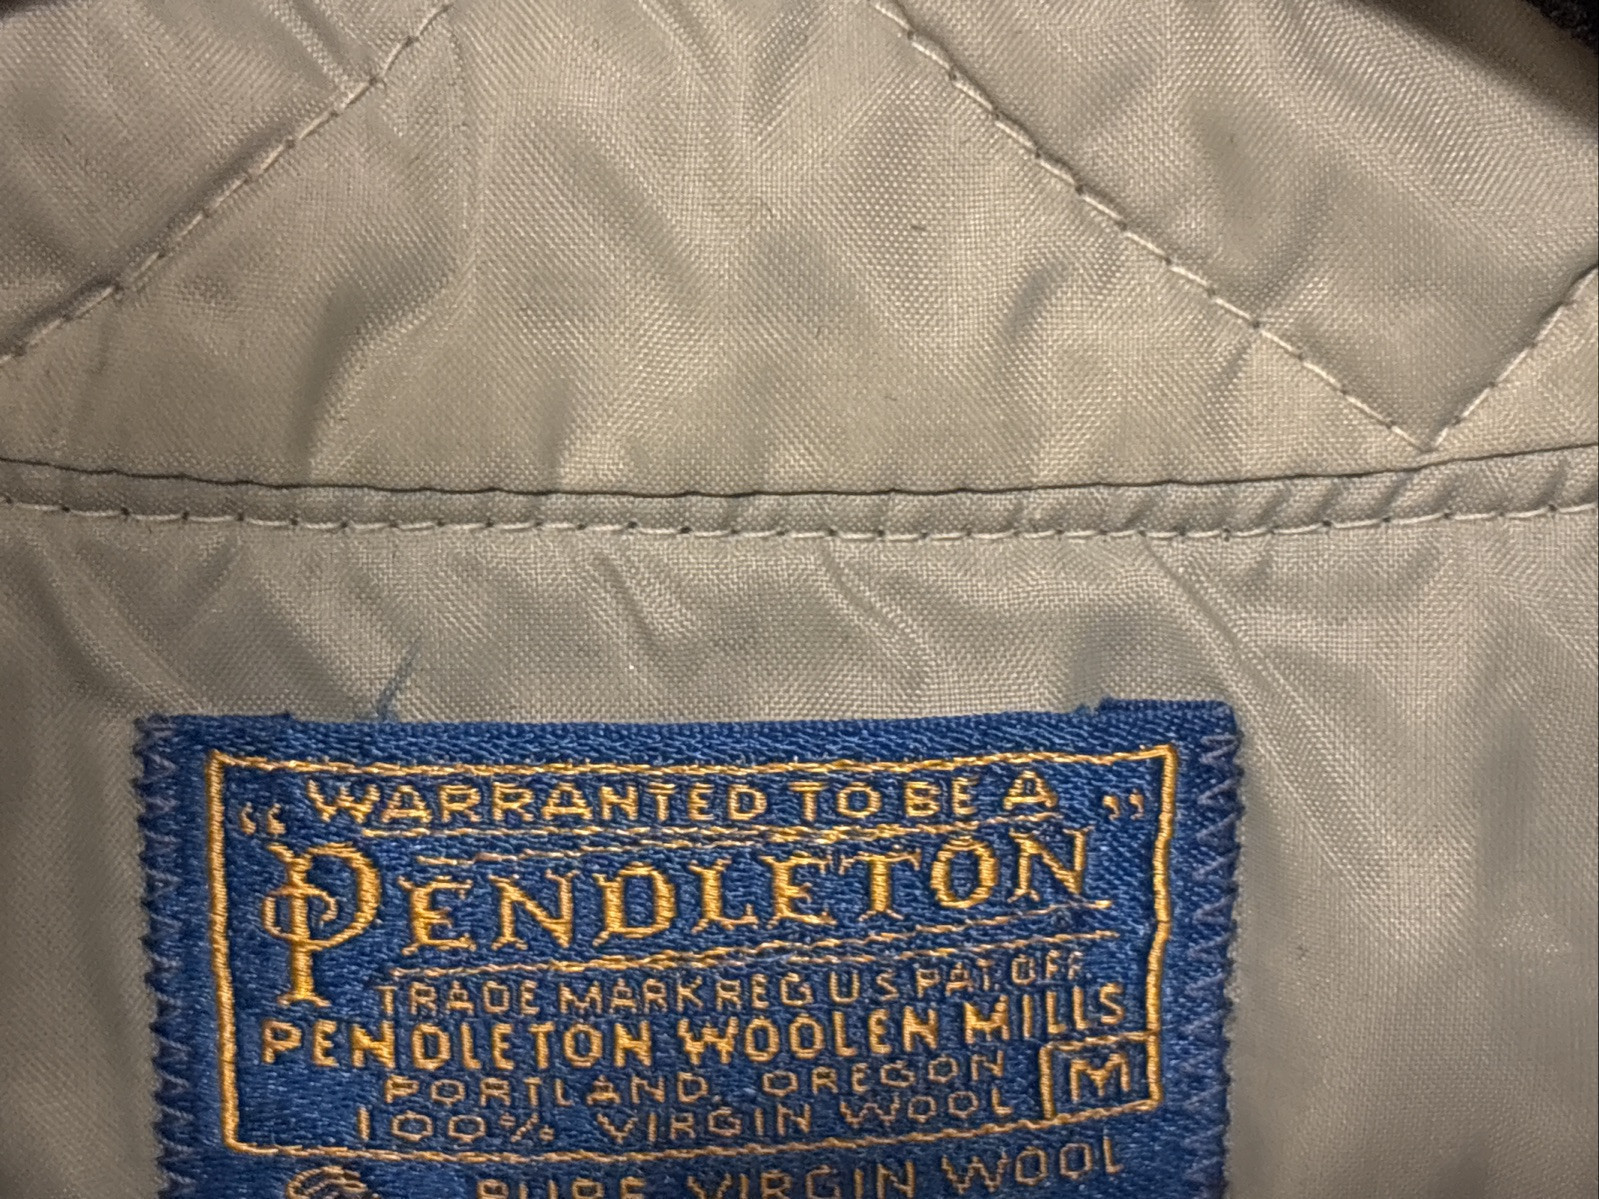 "WARRANTED TO BE A"
PENDLETON
TRADE MARK REG U S PAT. OFF.
PENDLETON WOOLEN MILLS
PORTLAND, OREGON M
100% VIRGIN WOOL
PURE VIRGIN WOOL